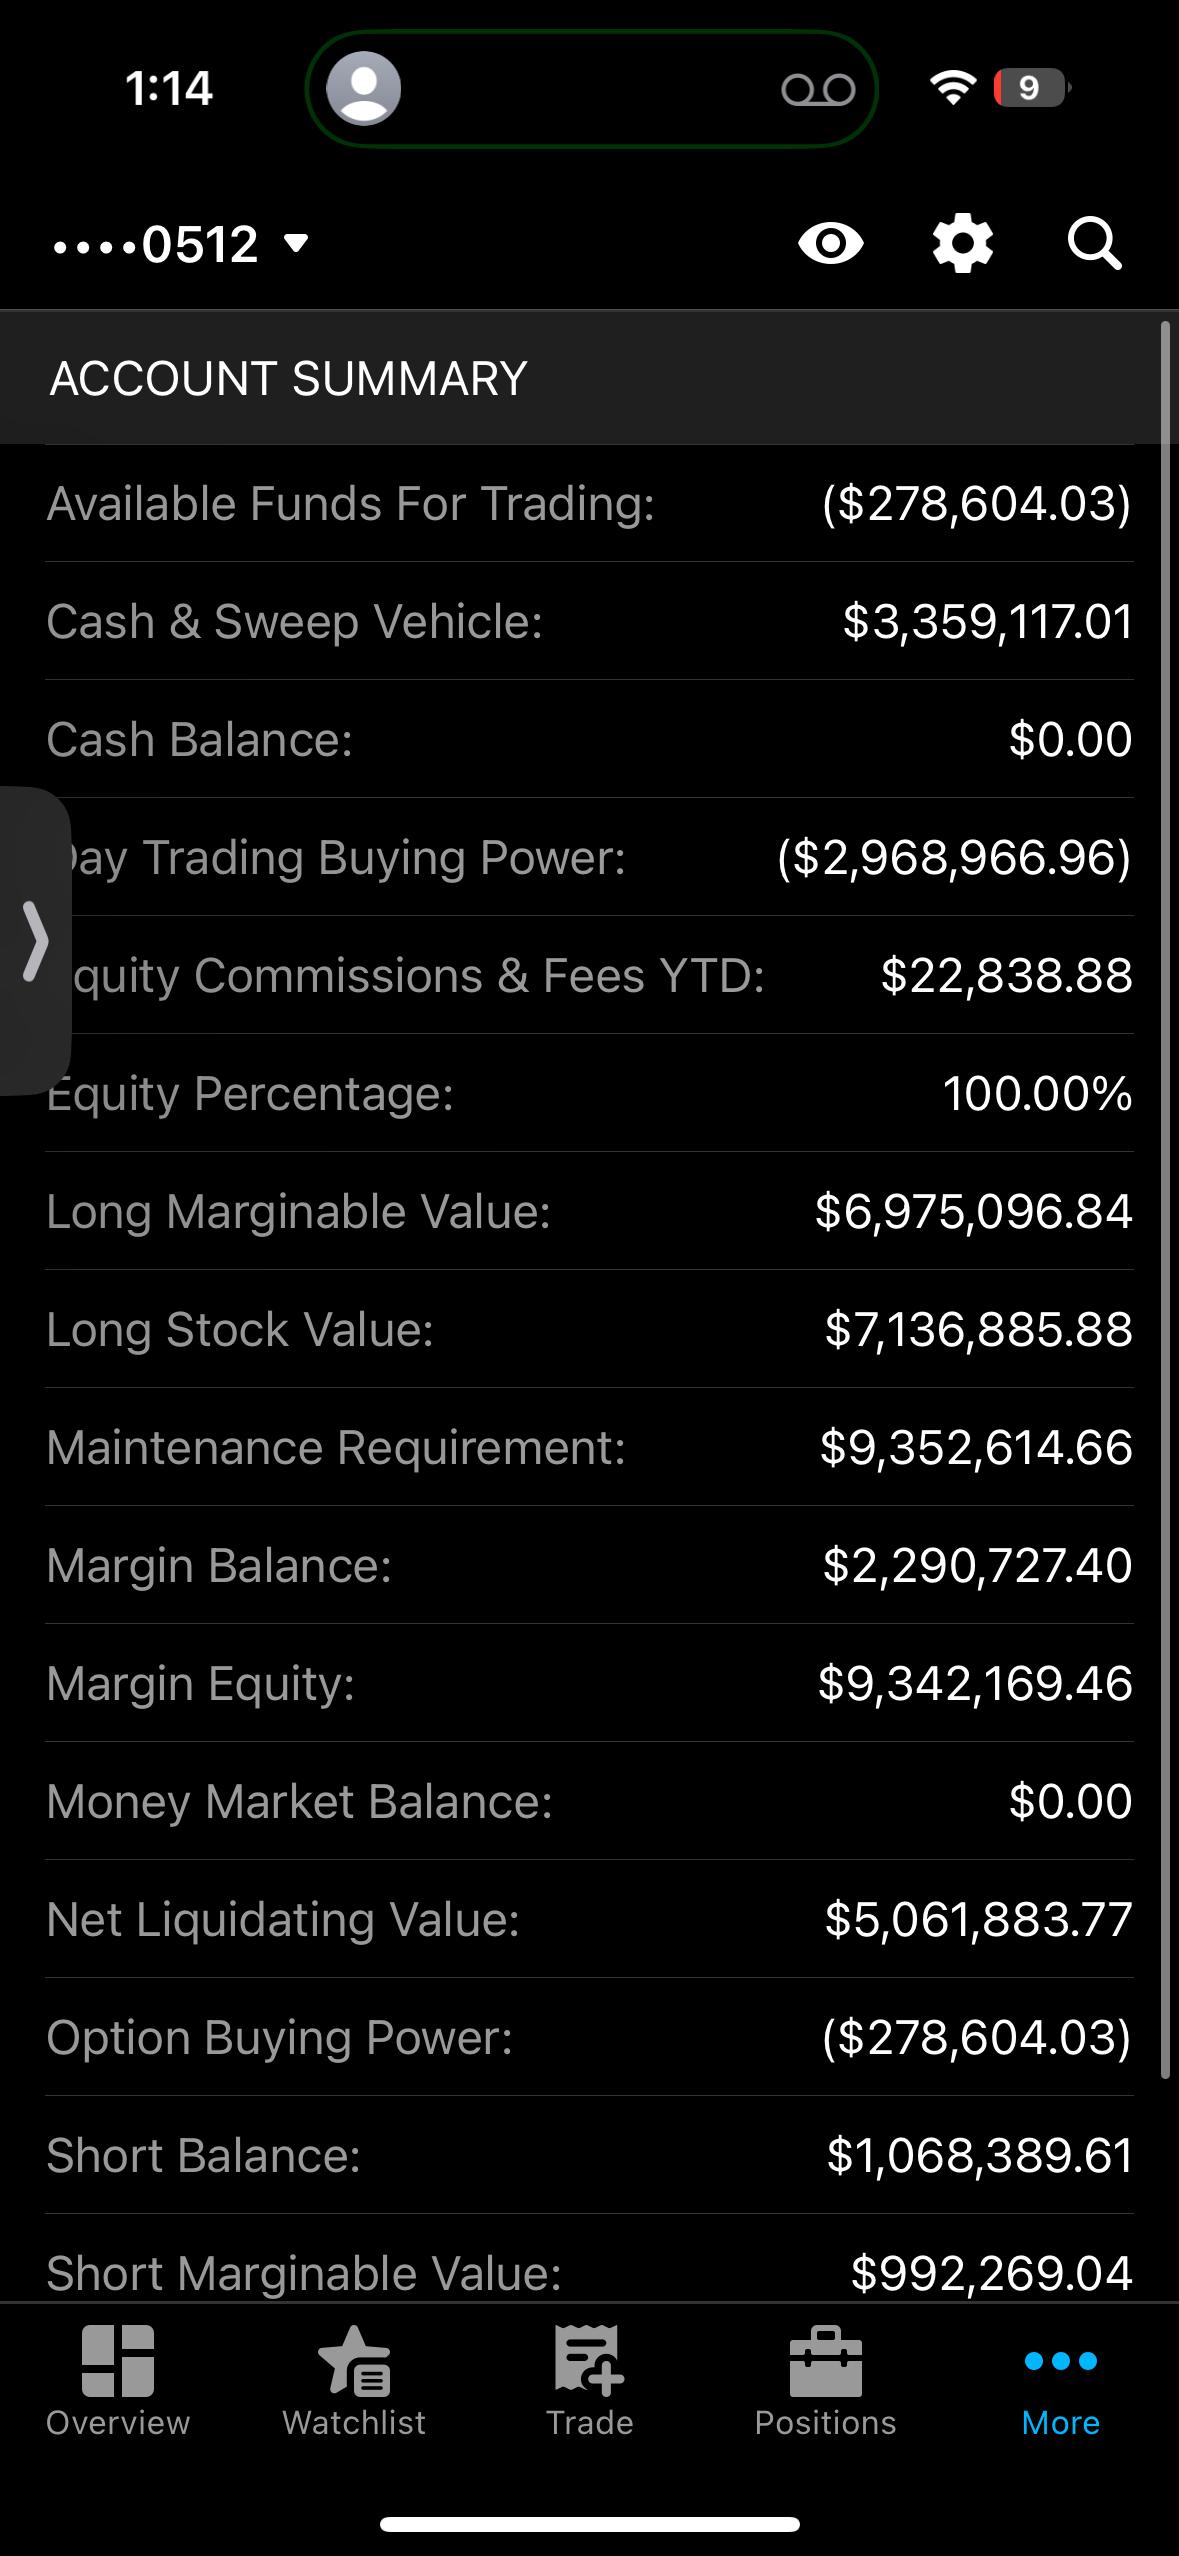 1:14
9
••••0512
ACCOUNT SUMMARY
Available Funds For Trading: ($278,604.03)
Cash & Sweep Vehicle: $3,359,117.01
Cash Balance: $0.00
ay Trading Buying Power: ($2,968,966.96)
quity Commissions & Fees YTD: $22,838.88
Equity Percentage: 100.00%
Long Marginable Value: $6,975,096.84
Long Stock Value: $7,136,885.88
Maintenance Requirement: $9,352,614.66
Margin Balance: $2,290,727.40
Margin Equity: $9,342,169.46
Money Market Balance: $0.00
Net Liquidating Value: $5,061,883.77
Option Buying Power: ($278,604.03)
Short Balance: $1,068,389.61
Short Marginable Value: $992,269.04
Overview Watchlist Trade Positions More